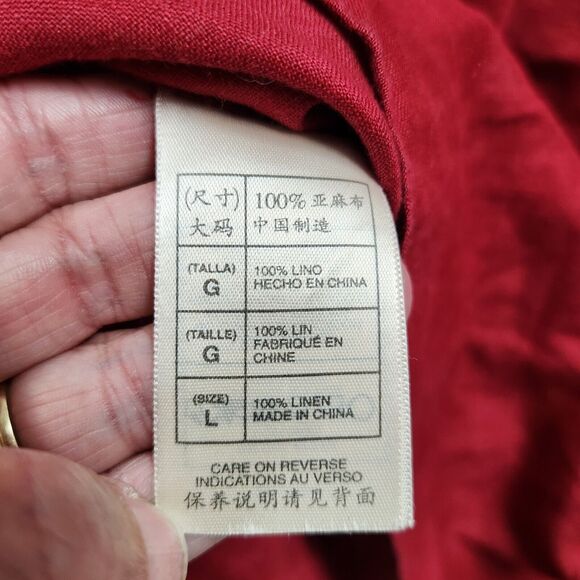 (尺寸) 100% 亚麻布
大码 中国制造
(TALLA) 100% LINO
G HECHO EN CHINA
(TAILLE) 100% LIN
G FABRIQUÉ EN
CHINE
(SIZE) 100% LINEN
L MADE IN CHINA
CARE ON REVERSE
INDICATIONS AU VERSO
保养说明请见背面